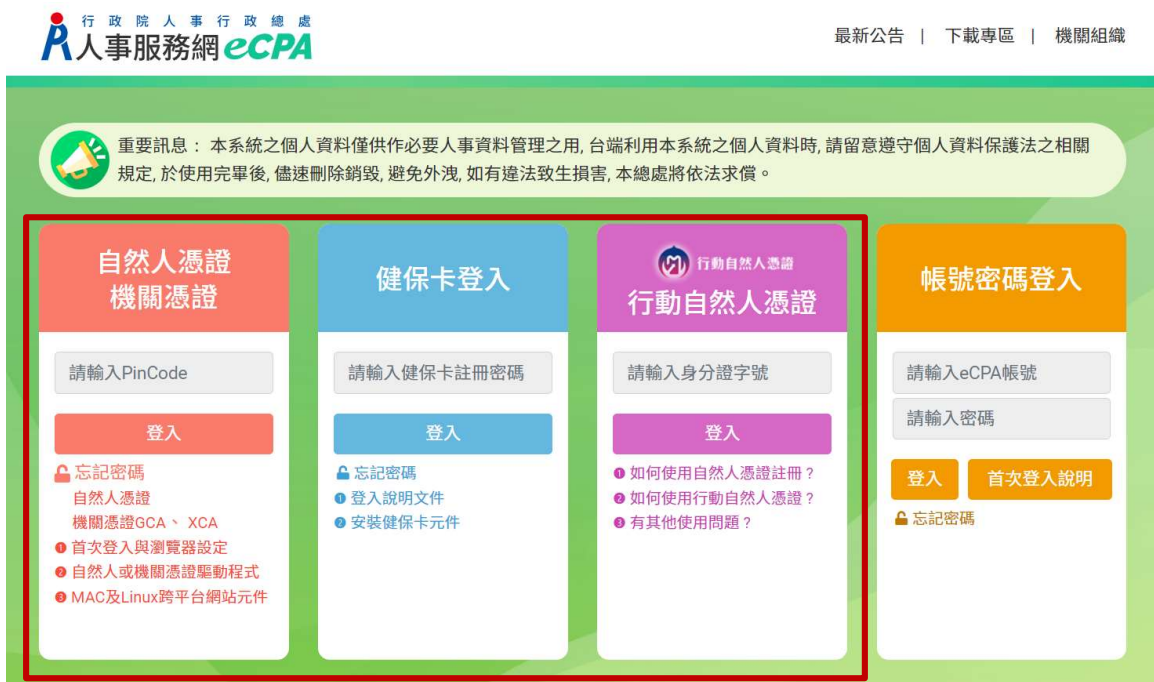 行政院人事行政總處
人事服務網eCPA
最新公告 | 下載專區 | 機關組織
重要訊息： 本系統之個人資料僅供作必要人事資料管理之用, 台端利用本系統之個人資料時, 請留意遵守個人資料保護法之相關
規定, 於使用完畢後, 儘速刪除銷毀, 避免外洩, 如有違法致生損害, 本總處將依法求償。
自然人憑證
機關憑證
請輸入PinCode
登入
忘記密碼
自然人憑證
機關憑證GCA、 XCA
❶ 首次登入與瀏覽器設定
❷ 自然人或機關憑證驅動程式
❸ MAC及Linux跨平台網站元件
健保卡登入
請輸入健保卡註冊密碼
登入
忘記密碼
❶ 登入說明文件
❷ 安裝健保卡元件
行動自然人憑證
行動自然人憑證
請輸入身分證字號
登入
❶ 如何使用自然人憑證註冊？
❷ 如何使用行動自然人憑證？
❸ 有其他使用問題？
帳號密碼登入
請輸入eCPA帳號
請輸入密碼
登入 首次登入說明
忘記密碼